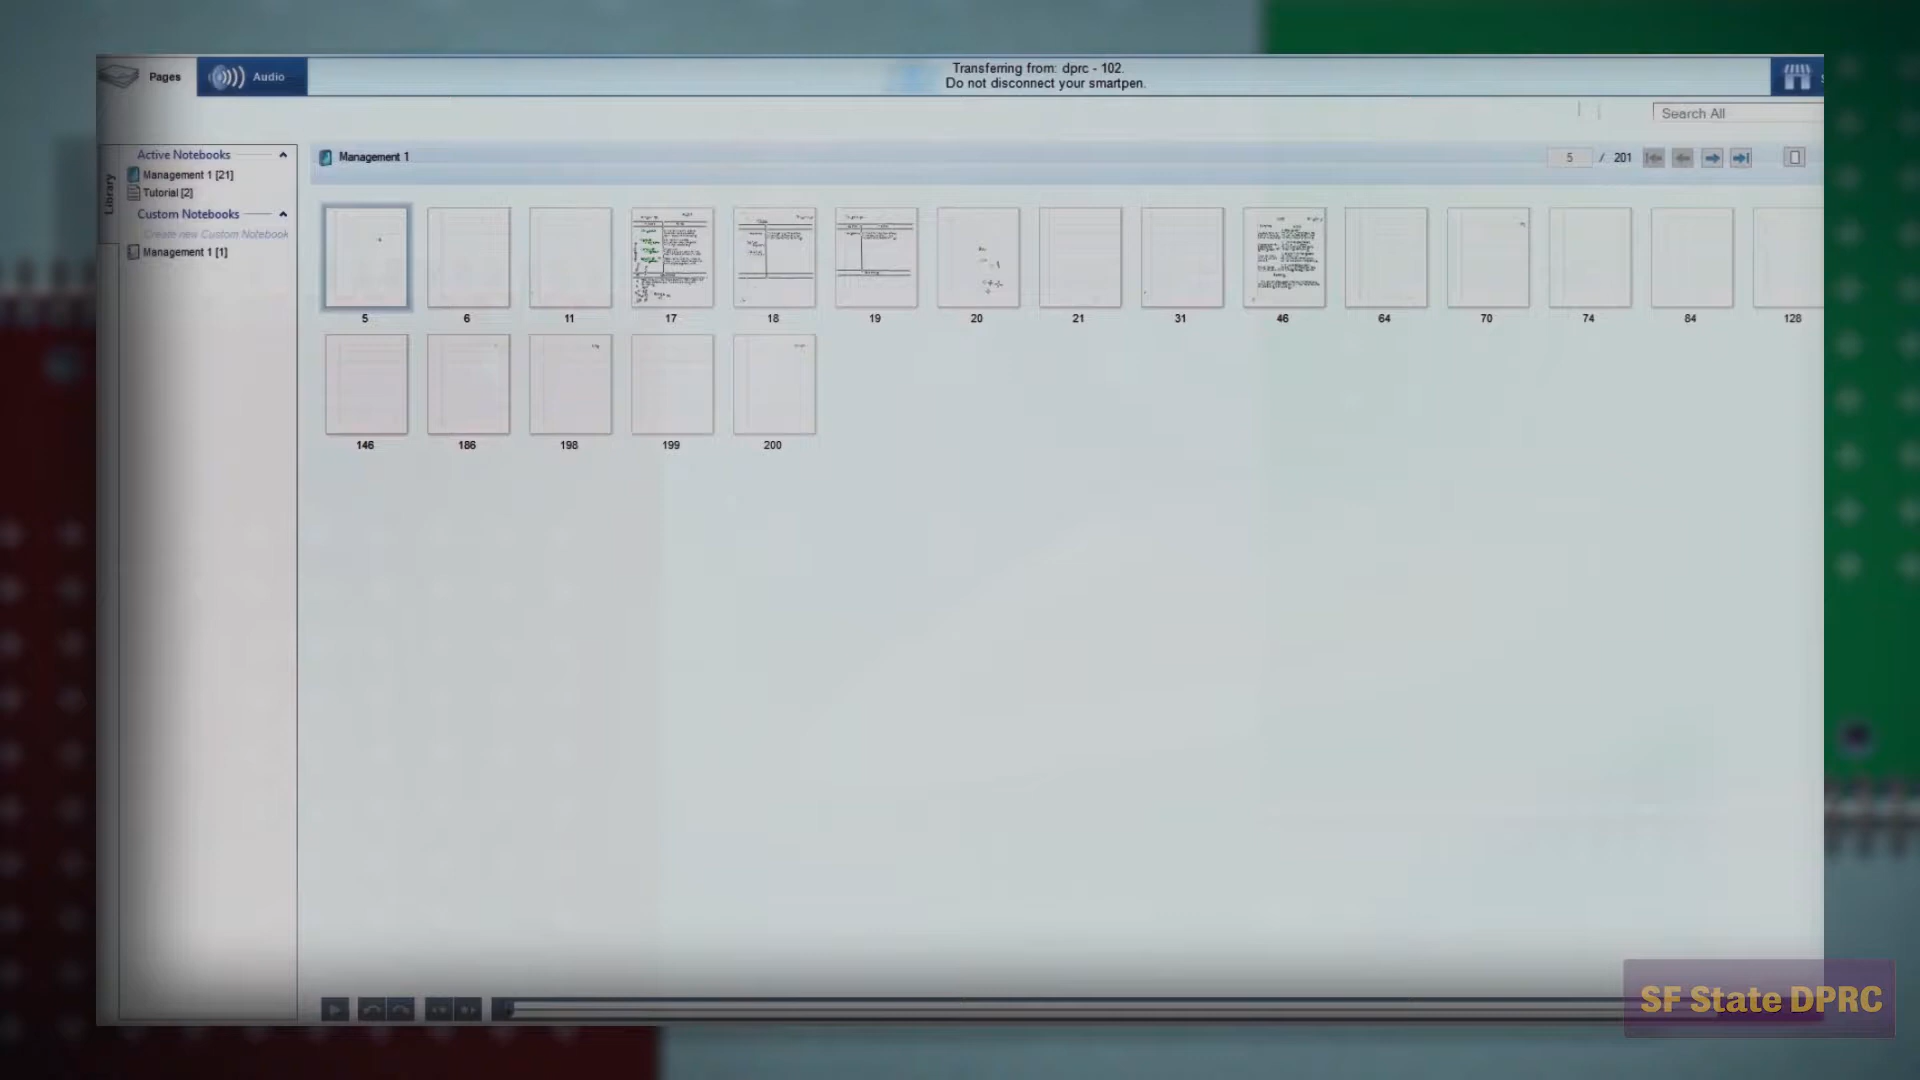 Pages
Audio
Transferring from: dprc - 102.
Do not disconnect your smartpen.
Search All
Library
Active Notebooks
Management 1 [21]
Tutorial [2]
Custom Notebooks
Create new Custom Notebook
Management 1 [1]
Management 1
5 / 201
5 6 11 17 18 19 20 21 31 46 64 70 74 84 128
146 186 198 199 200
SF State DPRC